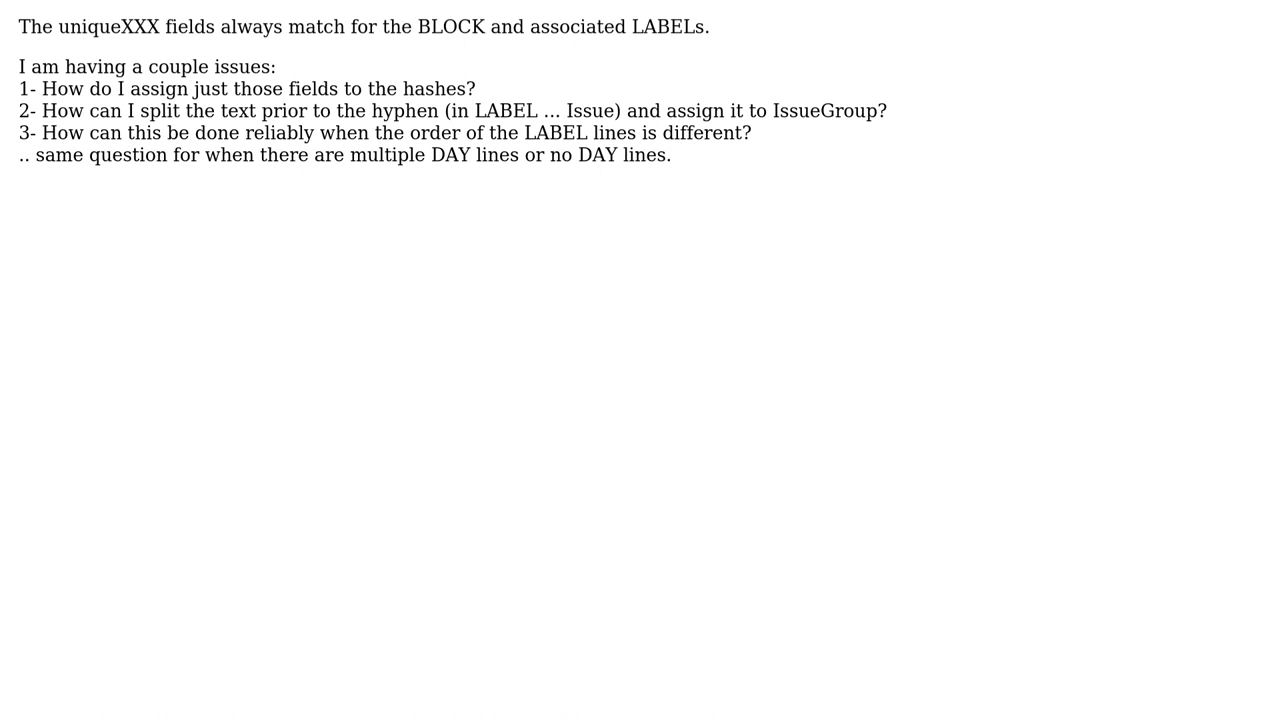 The uniqueXXX fields always match for the BLOCK and associated LABELs.
I am having a couple issues:
1- How do I assign just those fields to the hashes?
2- How can I split the text prior to the hyphen (in LABEL ... Issue) and assign it to IssueGroup?
3- How can this be done reliably when the order of the LABEL lines is different?
.. same question for when there are multiple DAY lines or no DAY lines.